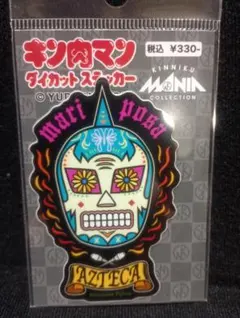 キン肉マン
ダイカットステッカー
税込 ¥330-
KINNIKU
MANIA
COLLECTION
mari posa
AZTECA